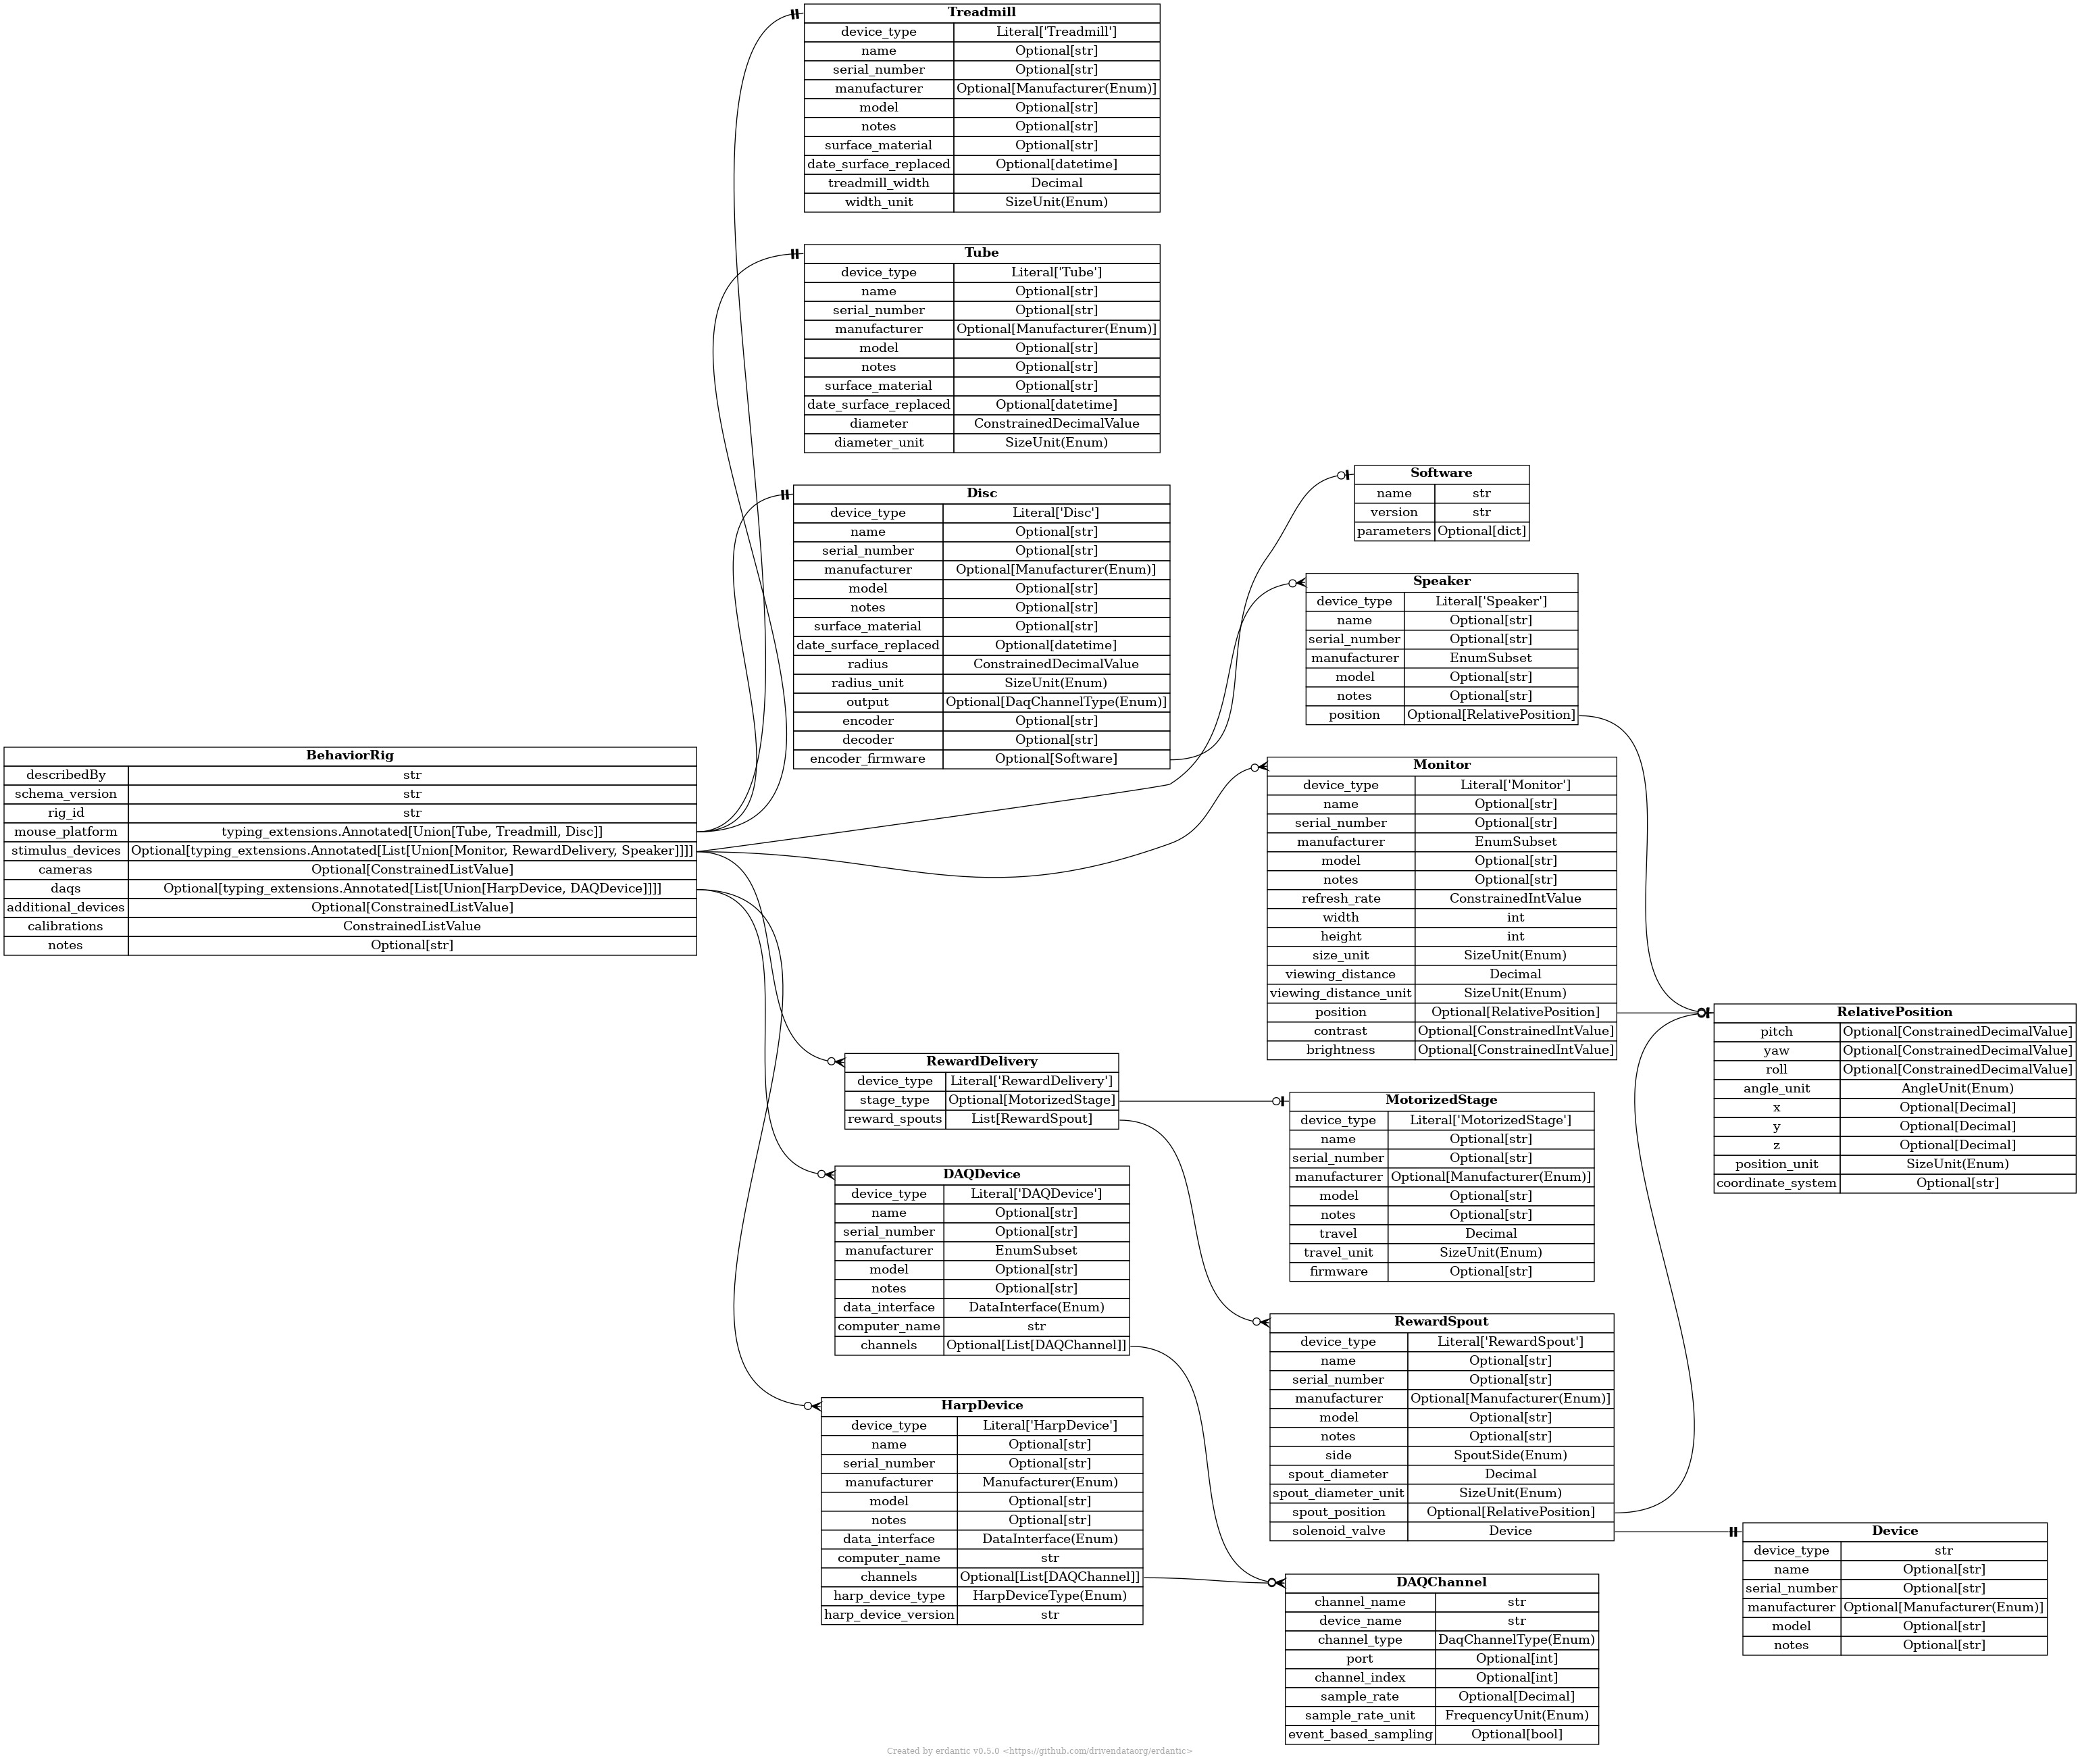 Treadmill
device_type Literal['Treadmill']
name Optional[str]
serial_number Optional[str]
manufacturer Optional[Manufacturer(Enum)]
model Optional[str]
notes Optional[str]
surface_material Optional[str]
date_surface_replaced Optional[datetime]
treadmill_width Decimal
width_unit SizeUnit(Enum)
Tube
device_type Literal['Tube']
name Optional[str]
serial_number Optional[str]
manufacturer Optional[Manufacturer(Enum)]
model Optional[str]
notes Optional[str]
surface_material Optional[str]
date_surface_replaced Optional[datetime]
diameter ConstrainedDecimalValue
diameter_unit SizeUnit(Enum)
Disc
device_type Literal['Disc']
name Optional[str]
serial_number Optional[str]
manufacturer Optional[Manufacturer(Enum)]
model Optional[str]
notes Optional[str]
surface_material Optional[str]
date_surface_replaced Optional[datetime]
radius ConstrainedDecimalValue
radius_unit SizeUnit(Enum)
output Optional[DaqChannelType(Enum)]
encoder Optional[str]
decoder Optional[str]
encoder_firmware Optional[Software]
Software
name str
version str
parameters Optional[dict]
Speaker
device_type Literal['Speaker']
name Optional[str]
serial_number Optional[str]
manufacturer EnumSubset
model Optional[str]
notes Optional[str]
position Optional[RelativePosition]
BehaviorRig
describedBy str
schema_version str
rig_id str
mouse_platform typing_extensions.Annotated[Union[Tube, Treadmill, Disc]]
stimulus_devices Optional[typing_extensions.Annotated[List[Union[Monitor, RewardDelivery, Speaker]]]]
cameras Optional[ConstrainedListValue]
daqs Optional[typing_extensions.Annotated[List[Union[HarpDevice, DAQDevice]]]]
additional_devices Optional[ConstrainedListValue]
calibrations ConstrainedListValue
notes Optional[str]
Monitor
device_type Literal['Monitor']
name Optional[str]
serial_number Optional[str]
manufacturer EnumSubset
model Optional[str]
notes Optional[str]
refresh_rate ConstrainedIntValue
width int
height int
size_unit SizeUnit(Enum)
viewing_distance Decimal
viewing_distance_unit SizeUnit(Enum)
position Optional[RelativePosition]
contrast Optional[ConstrainedIntValue]
brightness Optional[ConstrainedIntValue]
RelativePosition
pitch Optional[ConstrainedDecimalValue]
yaw Optional[ConstrainedDecimalValue]
roll Optional[ConstrainedDecimalValue]
angle_unit AngleUnit(Enum)
x Optional[Decimal]
y Optional[Decimal]
z Optional[Decimal]
position_unit SizeUnit(Enum)
coordinate_system Optional[str]
RewardDelivery
device_type Literal['RewardDelivery']
stage_type Optional[MotorizedStage]
reward_spouts List[RewardSpout]
MotorizedStage
device_type Literal['MotorizedStage']
name Optional[str]
serial_number Optional[str]
manufacturer Optional[Manufacturer(Enum)]
model Optional[str]
notes Optional[str]
travel Decimal
travel_unit SizeUnit(Enum)
firmware Optional[str]
DAQDevice
device_type Literal['DAQDevice']
name Optional[str]
serial_number Optional[str]
manufacturer EnumSubset
model Optional[str]
notes Optional[str]
data_interface DataInterface(Enum)
computer_name str
channels Optional[List[DAQChannel]]
RewardSpout
device_type Literal['RewardSpout']
name Optional[str]
serial_number Optional[str]
manufacturer Optional[Manufacturer(Enum)]
model Optional[str]
notes Optional[str]
side SpoutSide(Enum)
spout_diameter Decimal
spout_diameter_unit SizeUnit(Enum)
spout_position Optional[RelativePosition]
solenoid_valve Device
HarpDevice
device_type Literal['HarpDevice']
name Optional[str]
serial_number Optional[str]
manufacturer Manufacturer(Enum)
model Optional[str]
notes Optional[str]
data_interface DataInterface(Enum)
computer_name str
channels Optional[List[DAQChannel]]
harp_device_type HarpDeviceType(Enum)
harp_device_version str
Device
device_type str
name Optional[str]
serial_number Optional[str]
manufacturer Optional[Manufacturer(Enum)]
model Optional[str]
notes Optional[str]
DAQChannel
channel_name str
device_name str
channel_type DaqChannelType(Enum)
port Optional[int]
channel_index Optional[int]
sample_rate Optional[Decimal]
sample_rate_unit FrequencyUnit(Enum)
event_based_sampling Optional[bool]
Created by erdantic v0.5.0 <https://github.com/drivendataorg/erdantic>